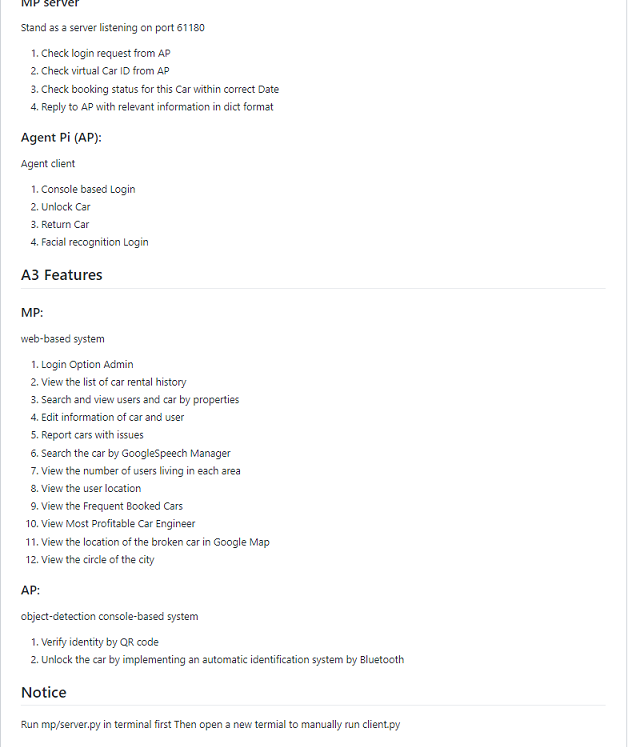 MP server
Stand as a server listening on port 61180
1. Check login request from AP
2. Check virtual Car ID from AP
3. Check booking status for this Car within correct Date
4. Reply to AP with relevant information in dict format
Agent Pi (AP):
Agent client
1. Console based Login
2. Unlock Car
3. Return Car
4. Facial recognition Login
A3 Features
MP:
web-based system
1. Login Option Admin
2. View the list of car rental history
3. Search and view users and car by properties
4. Edit information of car and user
5. Report cars with issues
6. Search the car by GoogleSpeech Manager
7. View the number of users living in each area
8. View the user location
9. View the Frequent Booked Cars
10. View Most Profitable Car Engineer
11. View the location of the broken car in Google Map
12. View the circle of the city
AP:
object-detection console-based system
1. Verify identity by QR code
2. Unlock the car by implementing an automatic identification system by Bluetooth
Notice
Run mp/server.py in terminal first Then open a new termial to manually run client.py